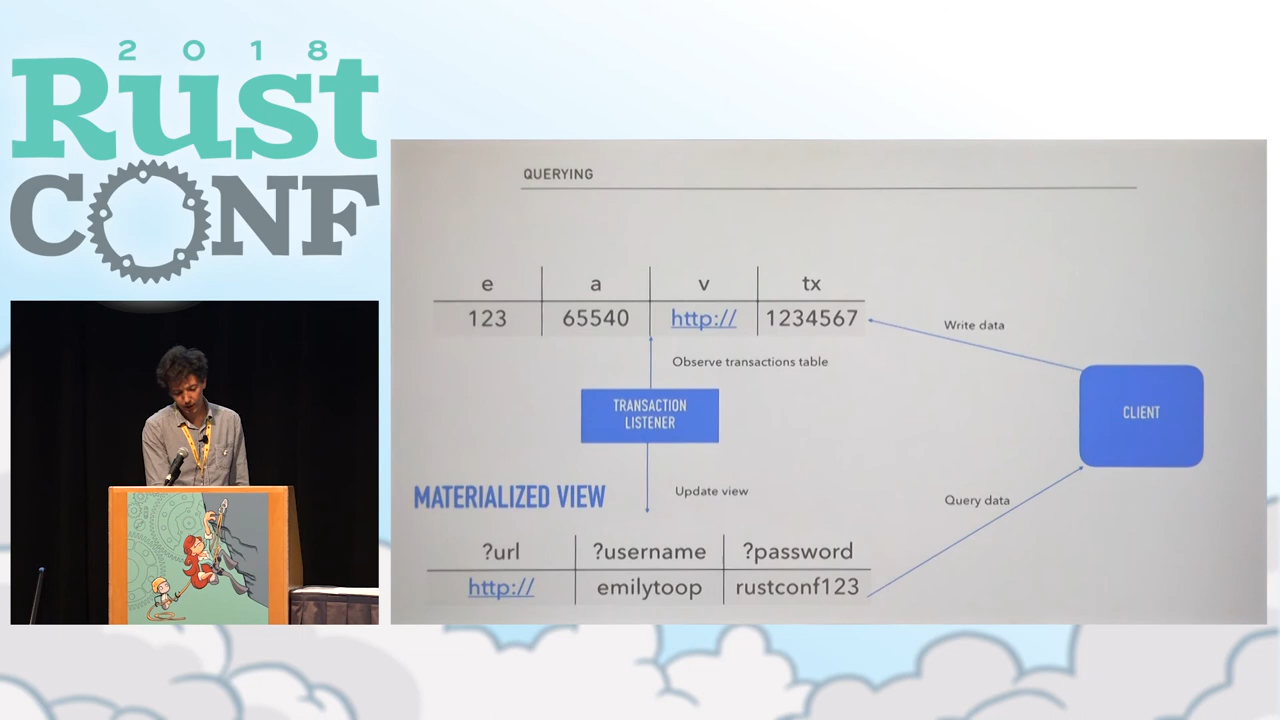 2018
Rust
CONF
QUERYING
e a v tx
123 65540 http:// 1234567
Write data
Observe transactions table
TRANSACTION
LISTENER
CLIENT
MATERIALIZED VIEW
Update view
Query data
?url ?username ?password
http:// emilytoop rustconf123